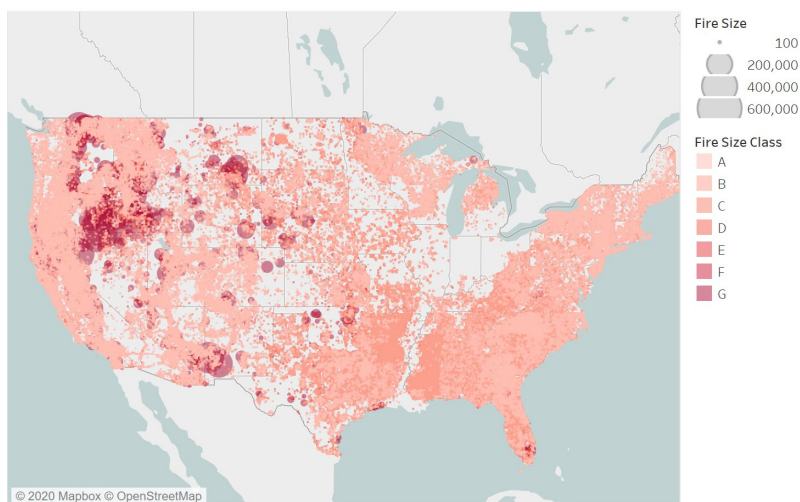 Fire Size
100
200,000
400,000
600,000
Fire Size Class
A
B
C
D
E
F
G
© 2020 Mapbox © OpenStreetMap